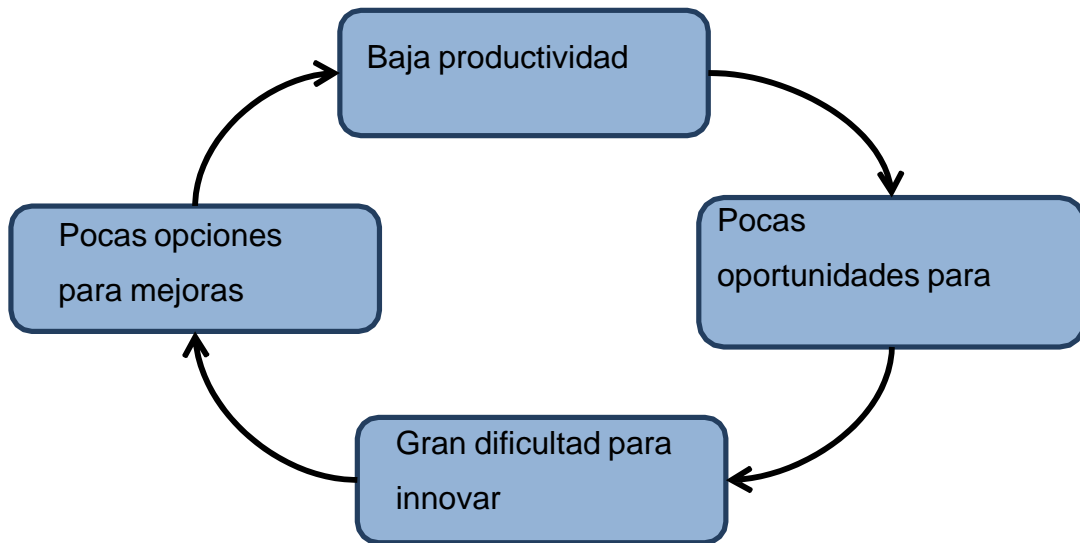 Baja productividad
Pocas
oportunidades para
Gran dificultad para
innovar
Pocas opciones
para mejoras